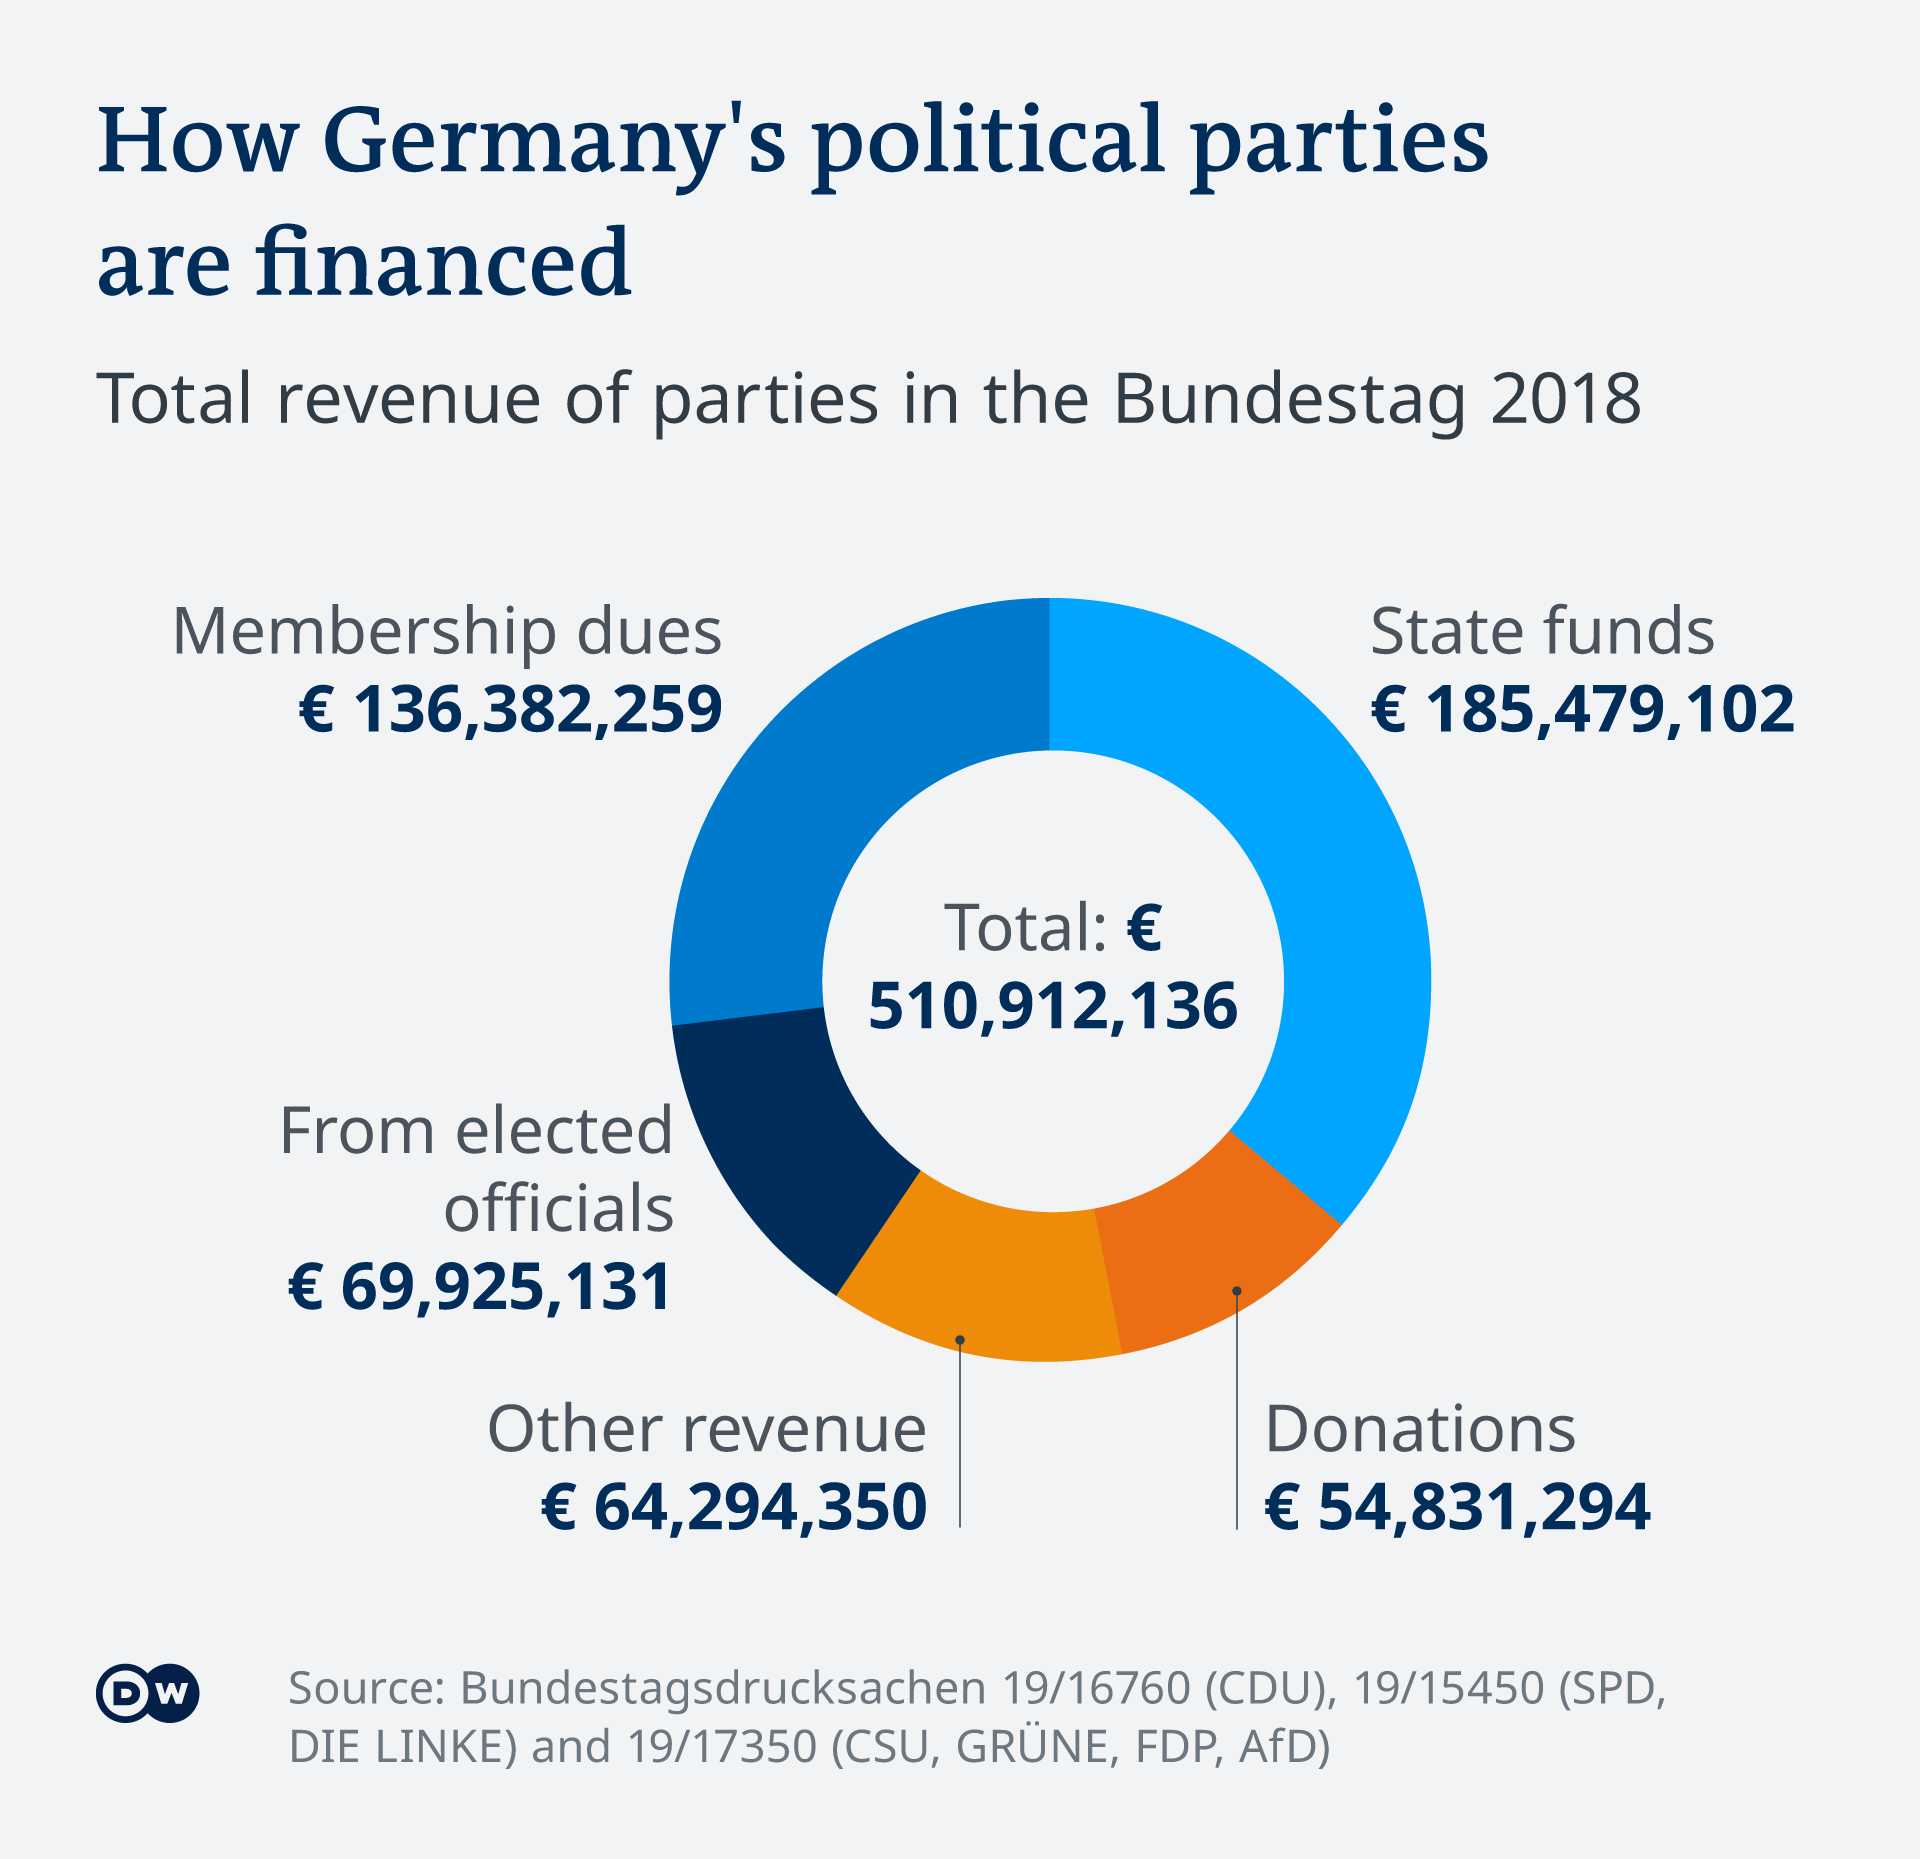 How Germany's political parties
are financed
Total revenue of parties in the Bundestag 2018
Membership dues
€ 136,382,259
State funds
€ 185,479,102
Total: €
510,912,136
From elected
officials
€ 69,925,131
Other revenue
€ 64,294,350
Donations
€ 54,831,294
DW
Source: Bundestagsdrucksachen 19/16760 (CDU), 19/15450 (SPD,
DIE LINKE) and 19/17350 (CSU, GRÜNE, FDP, AfD)